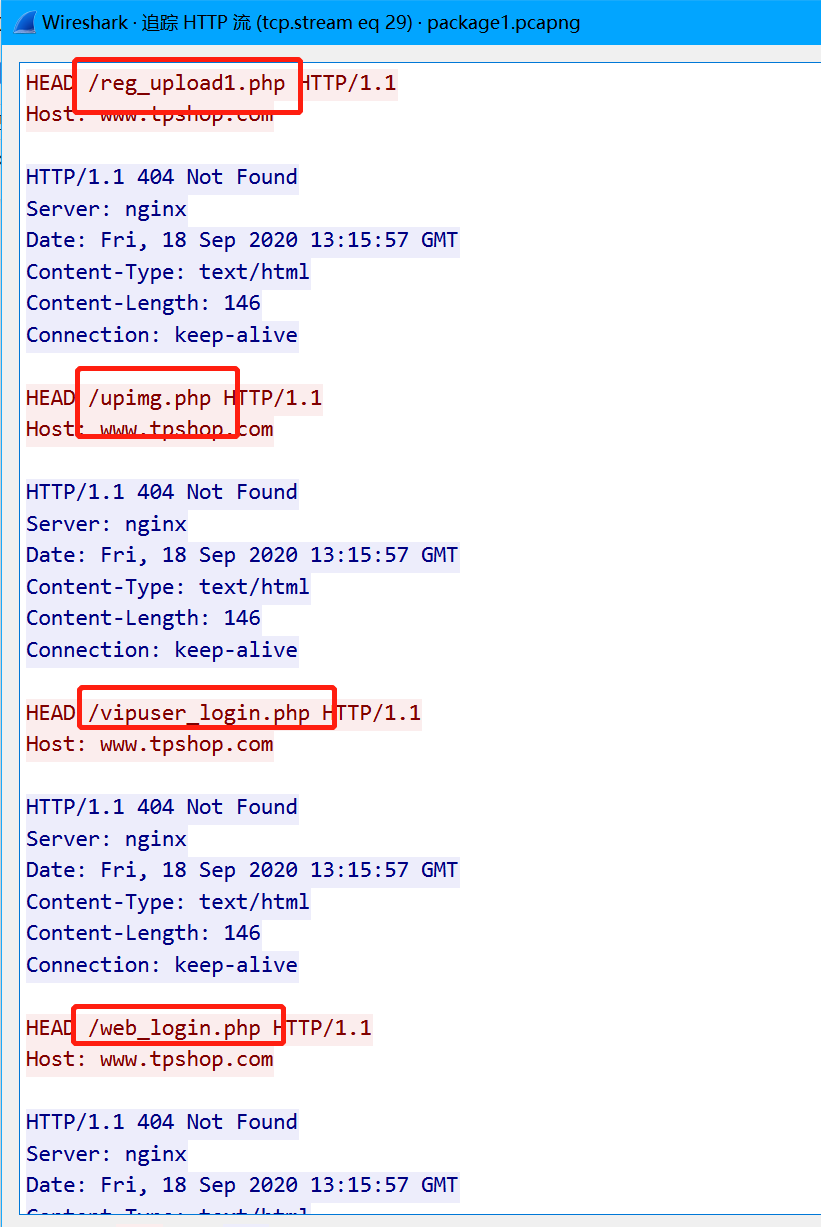 Wireshark · 追踪 HTTP 流 (tcp.stream eq 29) · package1.pcapng
HEAD /reg_upload1.php HTTP/1.1
Host: www.tpshop.com
HTTP/1.1 404 Not Found
Server: nginx
Date: Fri, 18 Sep 2020 13:15:57 GMT
Content-Type: text/html
Content-Length: 146
Connection: keep-alive
HEAD /upimg.php HTTP/1.1
Host: www.tpshop.com
HTTP/1.1 404 Not Found
Server: nginx
Date: Fri, 18 Sep 2020 13:15:57 GMT
Content-Type: text/html
Content-Length: 146
Connection: keep-alive
HEAD /vipuser_login.php HTTP/1.1
Host: www.tpshop.com
HTTP/1.1 404 Not Found
Server: nginx
Date: Fri, 18 Sep 2020 13:15:57 GMT
Content-Type: text/html
Content-Length: 146
Connection: keep-alive
HEAD /web_login.php HTTP/1.1
Host: www.tpshop.com
HTTP/1.1 404 Not Found
Server: nginx
Date: Fri, 18 Sep 2020 13:15:57 GMT
Content-Type: text/html